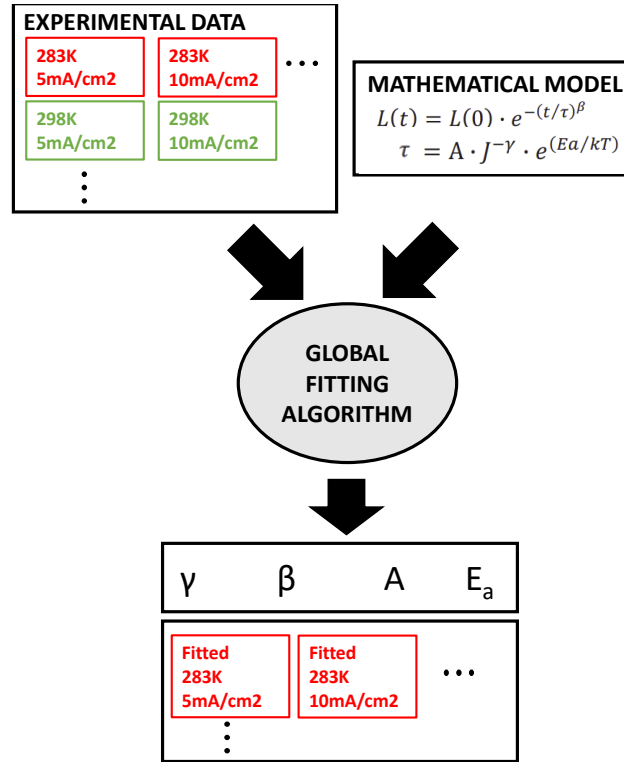 EXPERIMENTAL DATA
283K
5mA/cm2
283K
10mA/cm2
...
298K
5mA/cm2
298K
10mA/cm2
⋮
MATHEMATICAL MODEL
L(t) = L(0) · e^{-(t/τ)^β}
τ = A · J^{-γ} · e^{(Ea/kT)}
GLOBAL
FITTING
ALGORITHM
γ β A E_a
Fitted
283K
5mA/cm2
Fitted
283K
10mA/cm2
...
⋮